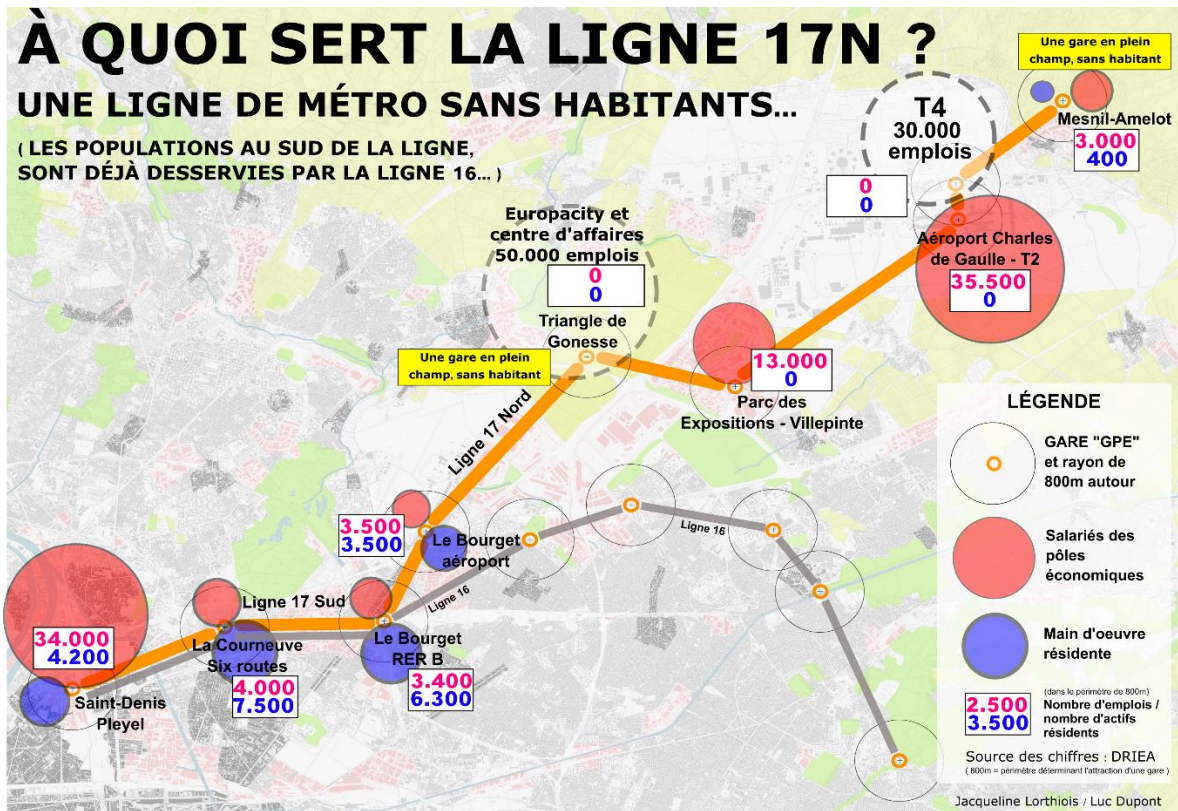 À QUOI SERT LA LIGNE 17N ?
UNE LIGNE DE MÉTRO SANS HABITANTS...
( LES POPULATIONS AU SUD DE LA LIGNE,
SONT DÉJÀ DESSERVIES PAR LA LIGNE 16... )
Une gare en plein
champ, sans habitant
Mesnil-Amelot
3.000
400
T4
30.000
emplois
0
0
Aéroport Charles
de Gaulle - T2
35.500
0
Europacity et
centre d'affaires
50.000 emplois
0
0
Triangle de
Gonesse
Une gare en plein
champ, sans habitant
13.000
0
Parc des
Expositions - Villepinte
Ligne 17 Nord
3.500
3.500
Le Bourget
aéroport
Ligne 16
Ligne 16
Ligne 17 Sud
Le Bourget
RER B
3.400
6.300
La Courneuve
Six routes
4.000
7.500
34.000
4.200
Saint-Denis
Pleyel
LÉGENDE
GARE "GPE"
et rayon de
800m autour
Salariés des
pôles
économiques
Main d'oeuvre
résidente
(dans le périmètre de 800m)
2.500
3.500
Nombre d'emplois /
nombre d'actifs
résidents
Source des chiffres : DRIEA
( 800m = périmètre déterminant l'attraction d'une gare )
Jacqueline Lorthiois / Luc Dupont